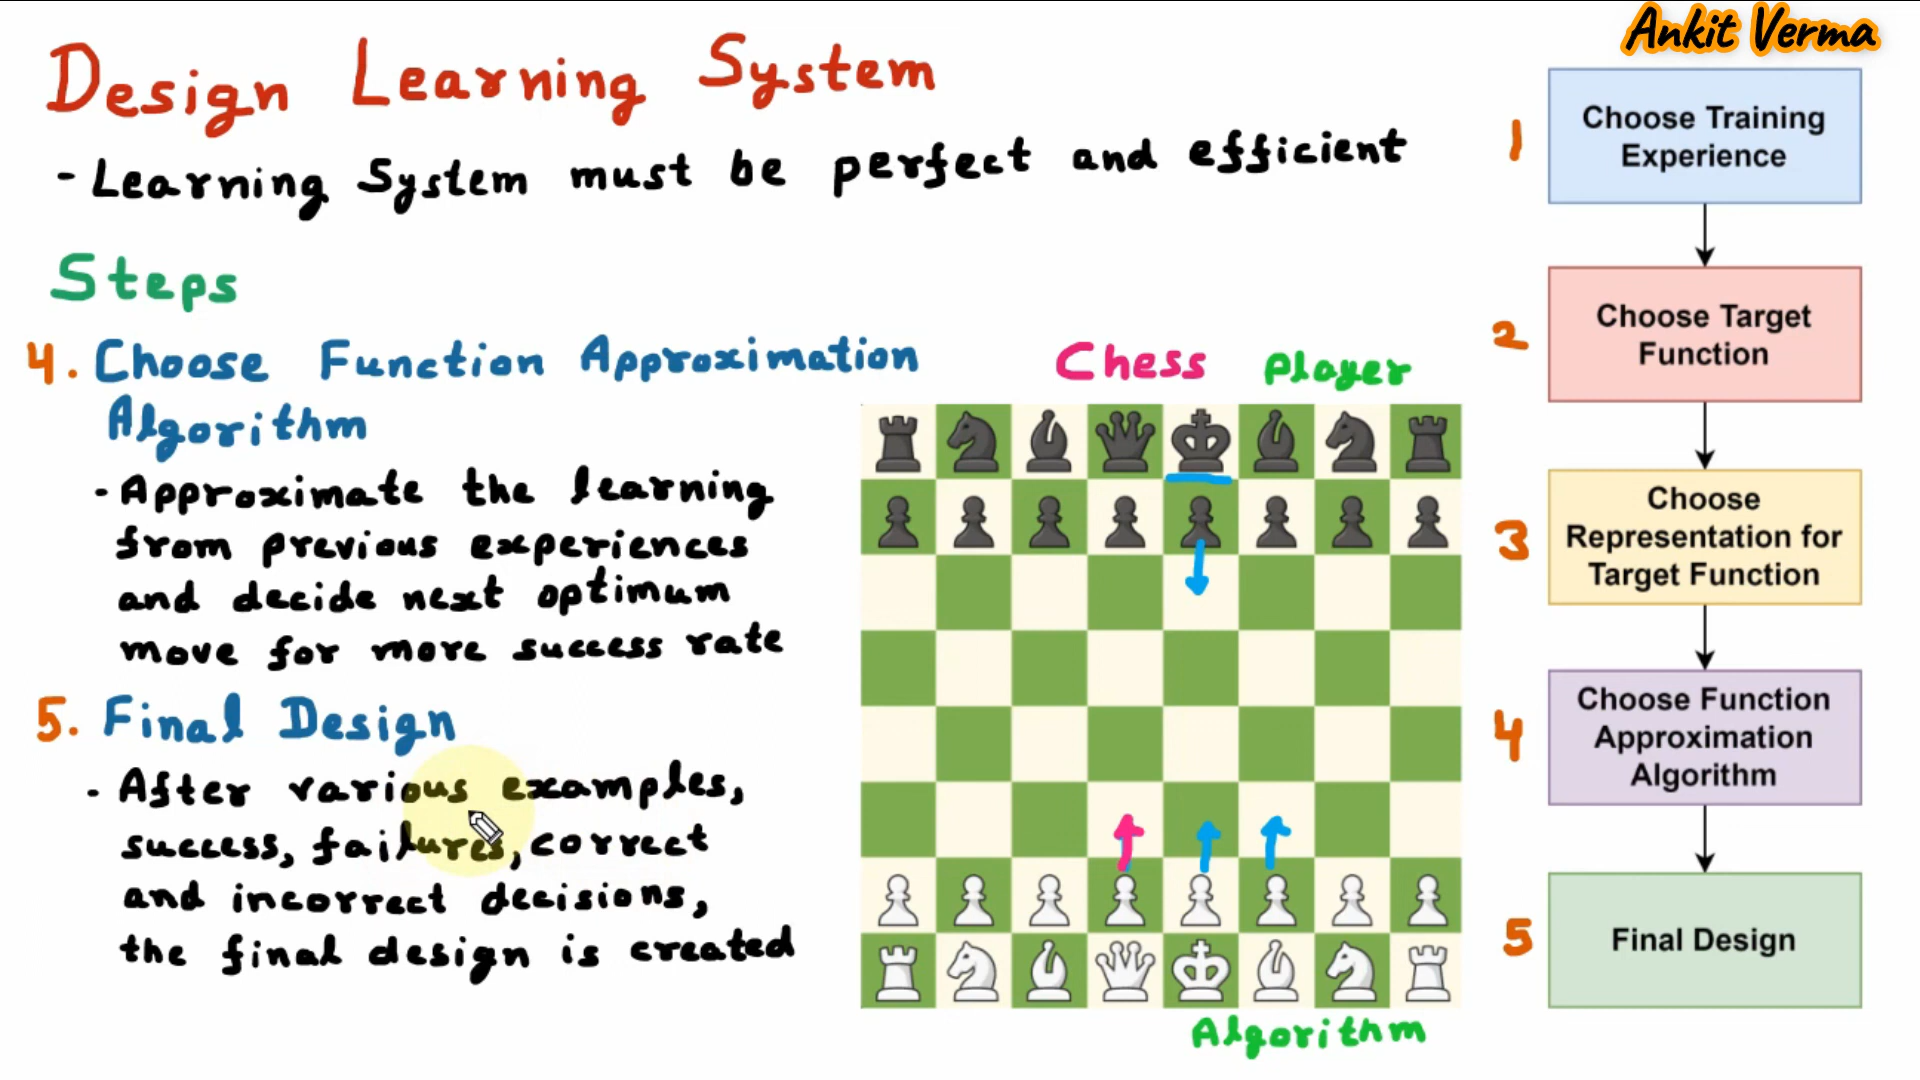 Ankit Verma
Design Learning System
- Learning System must be perfect and efficient
Steps
4. Choose Function Approximation
Algorithm
- Approximate the learning
from previous experiences
and decide next optimum
move for more success rate
5. Final Design
- After various examples,
success, failures, correct
and incorrect decisions,
the final design is created
Chess Player
Algorithm
1
Choose Training
Experience
2
Choose Target
Function
3
Choose
Representation for
Target Function
4
Choose Function
Approximation
Algorithm
5
Final Design